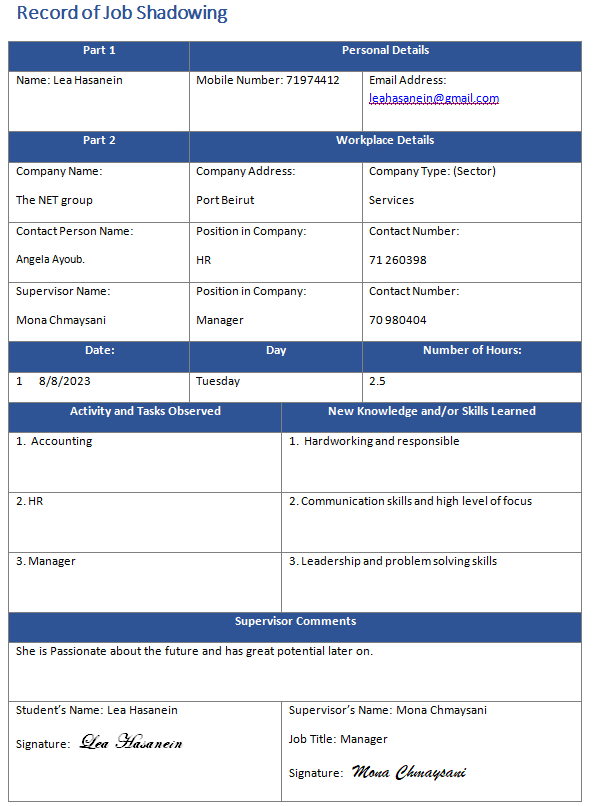 Record of Job Shadowing
Part 1 Personal Details
Name: Lea Hasanein Mobile Number: 71974412 Email Address:
leahasanein@gmail.com
Part 2 Workplace Details
Company Name: Company Address: Company Type: (Sector)
The NET group Port Beirut Services
Contact Person Name: Position in Company: Contact Number:
Angela Ayoub. HR 71 260398
Supervisor Name: Position in Company: Contact Number:
Mona Chmaysani Manager 70 980404
Date: Day Number of Hours:
1 8/8/2023 Tuesday 2.5
Activity and Tasks Observed New Knowledge and/or Skills Learned
1. Accounting 1. Hardworking and responsible
2. HR 2. Communication skills and high level of focus
3. Manager 3. Leadership and problem solving skills
Supervisor Comments
She is Passionate about the future and has great potential later on.
Student’s Name: Lea Hasanein Supervisor’s Name: Mona Chmaysani
Signature: Lea Hasanein Job Title: Manager
Signature: Mona Chmaysani